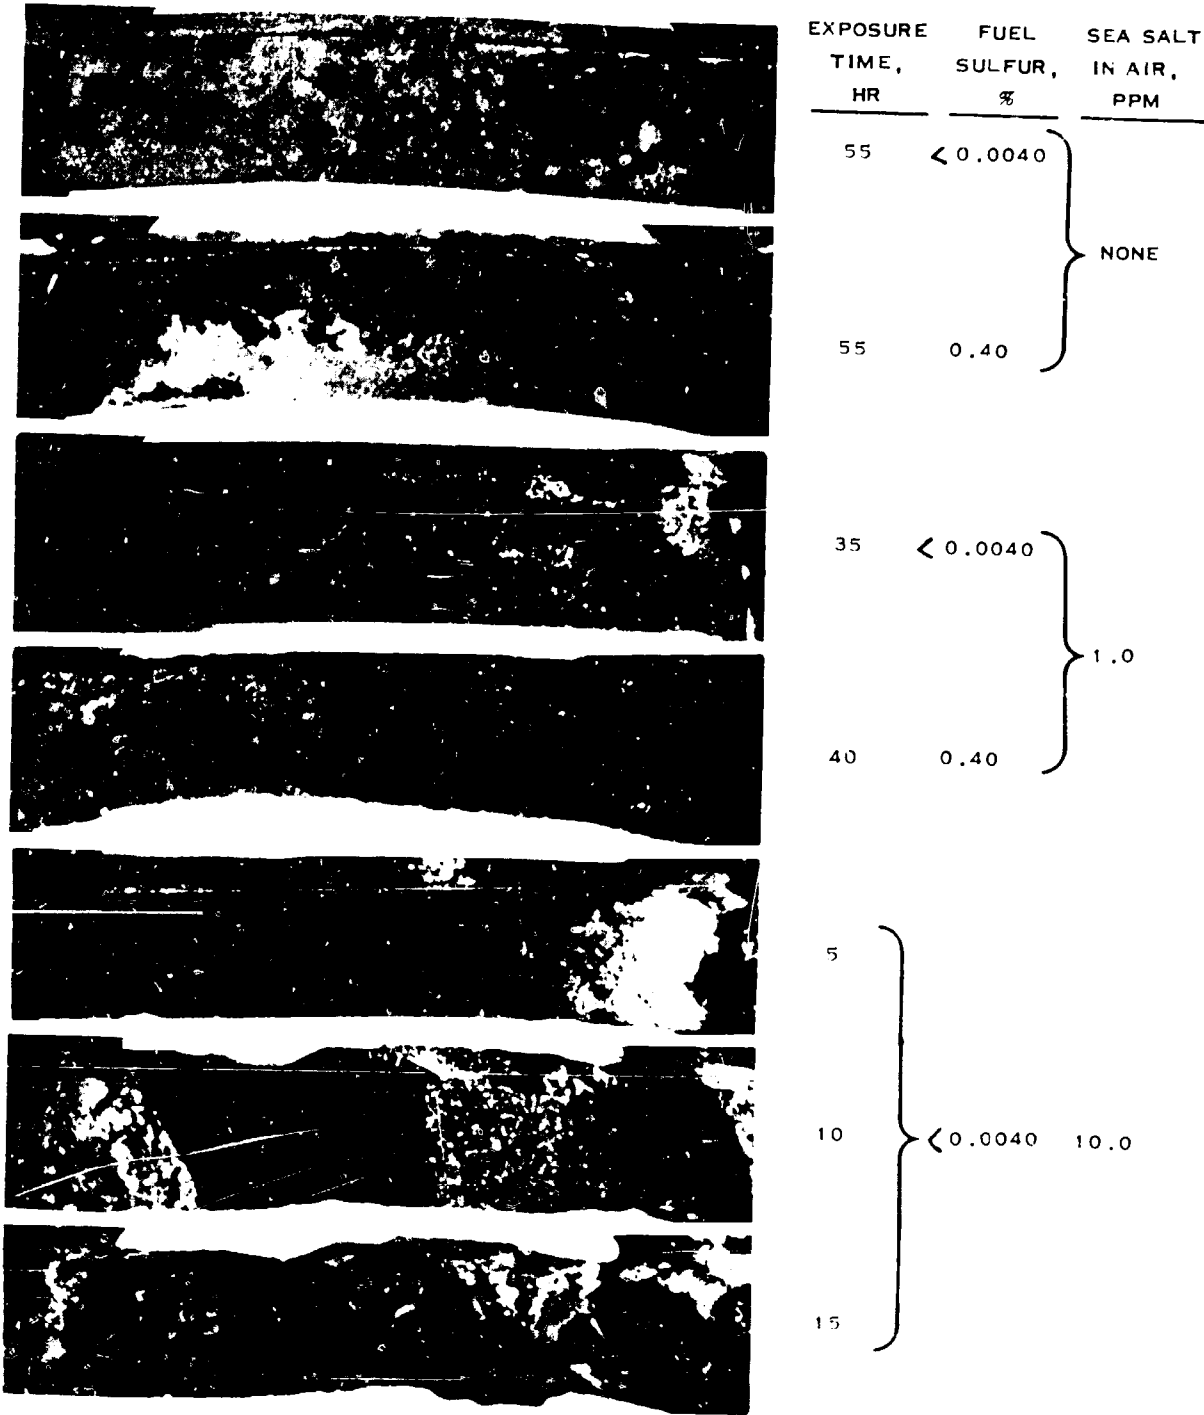 EXPOSURE FUEL SEA SALT
TIME, SULFUR, IN AIR,
HR % PPM
55 < 0.0040
NONE
55 0.40
35 < 0.0040
1.0
40 0.40
5
10 < 0.0040 10.0
15